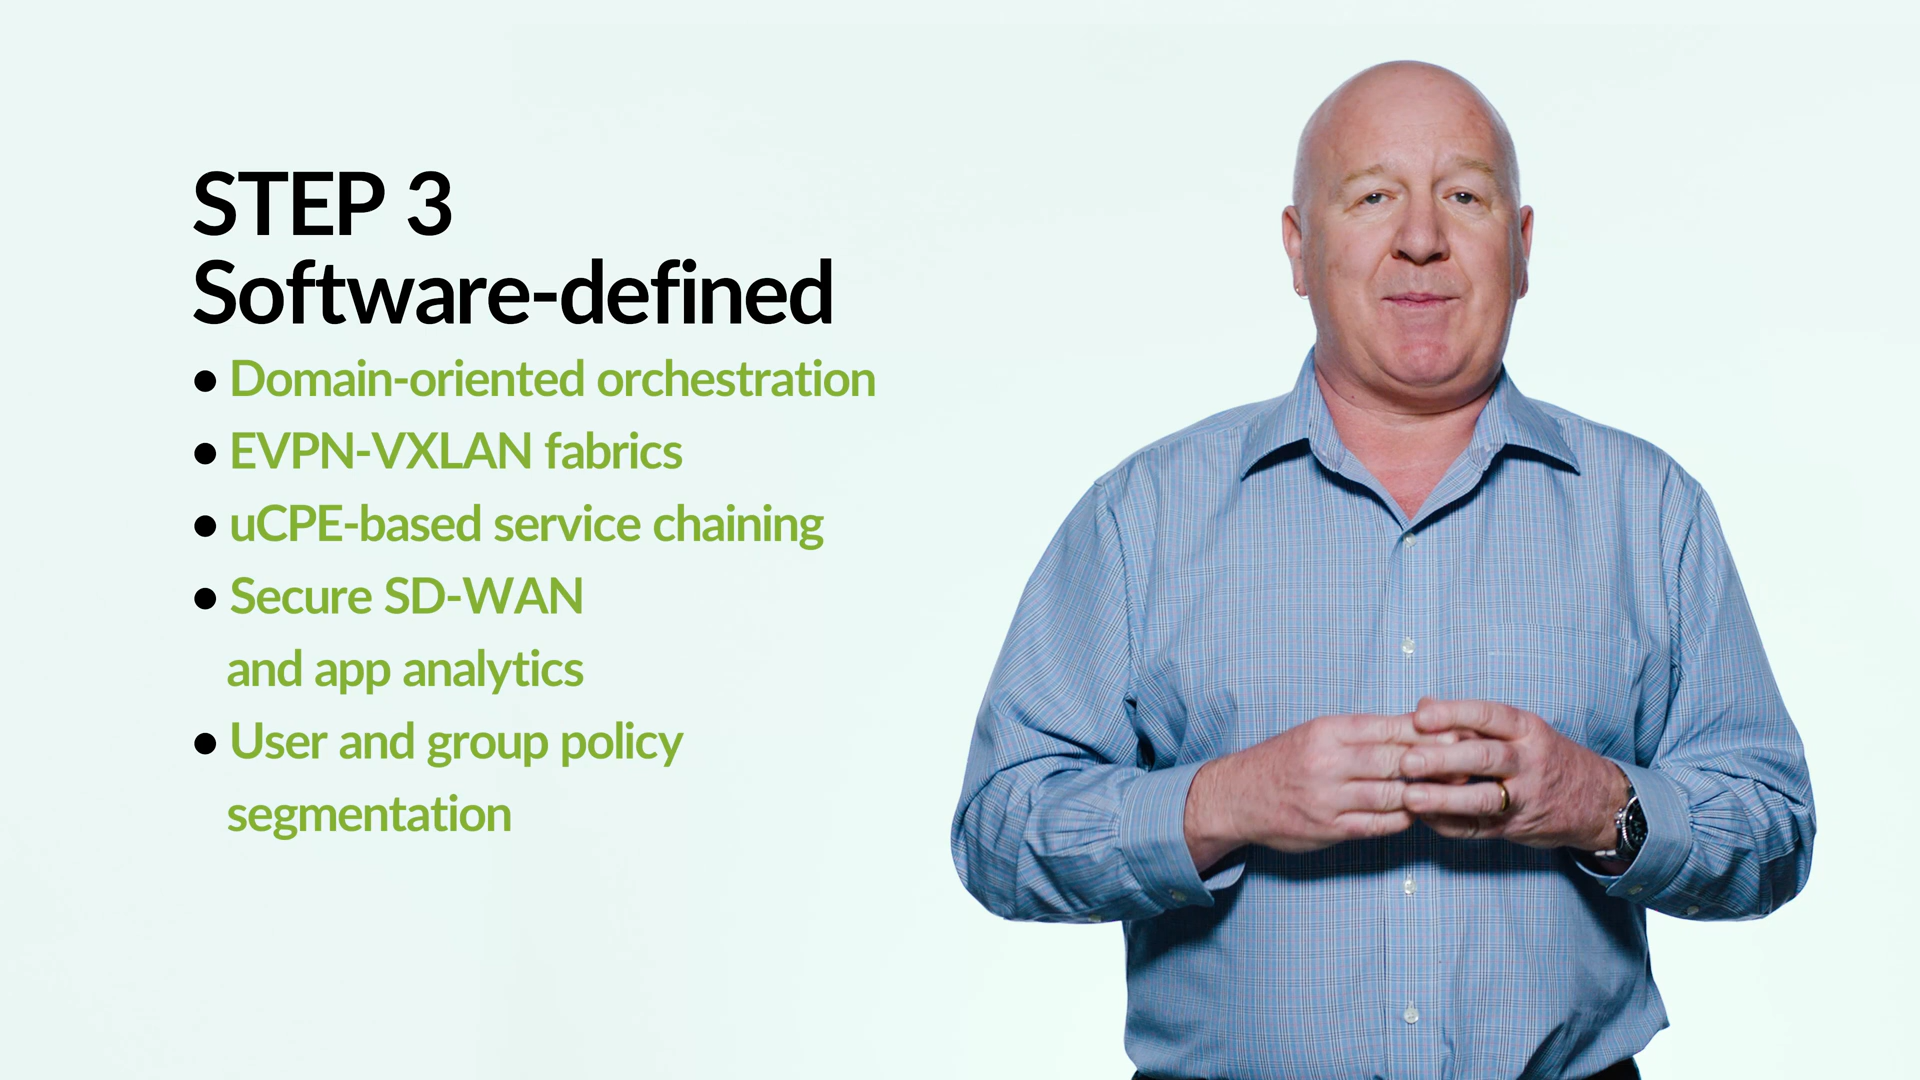 STEP 3
Software-defined
• Domain-oriented orchestration
• EVPN-VXLAN fabrics
• uCPE-based service chaining
• Secure SD-WAN
and app analytics
• User and group policy
segmentation